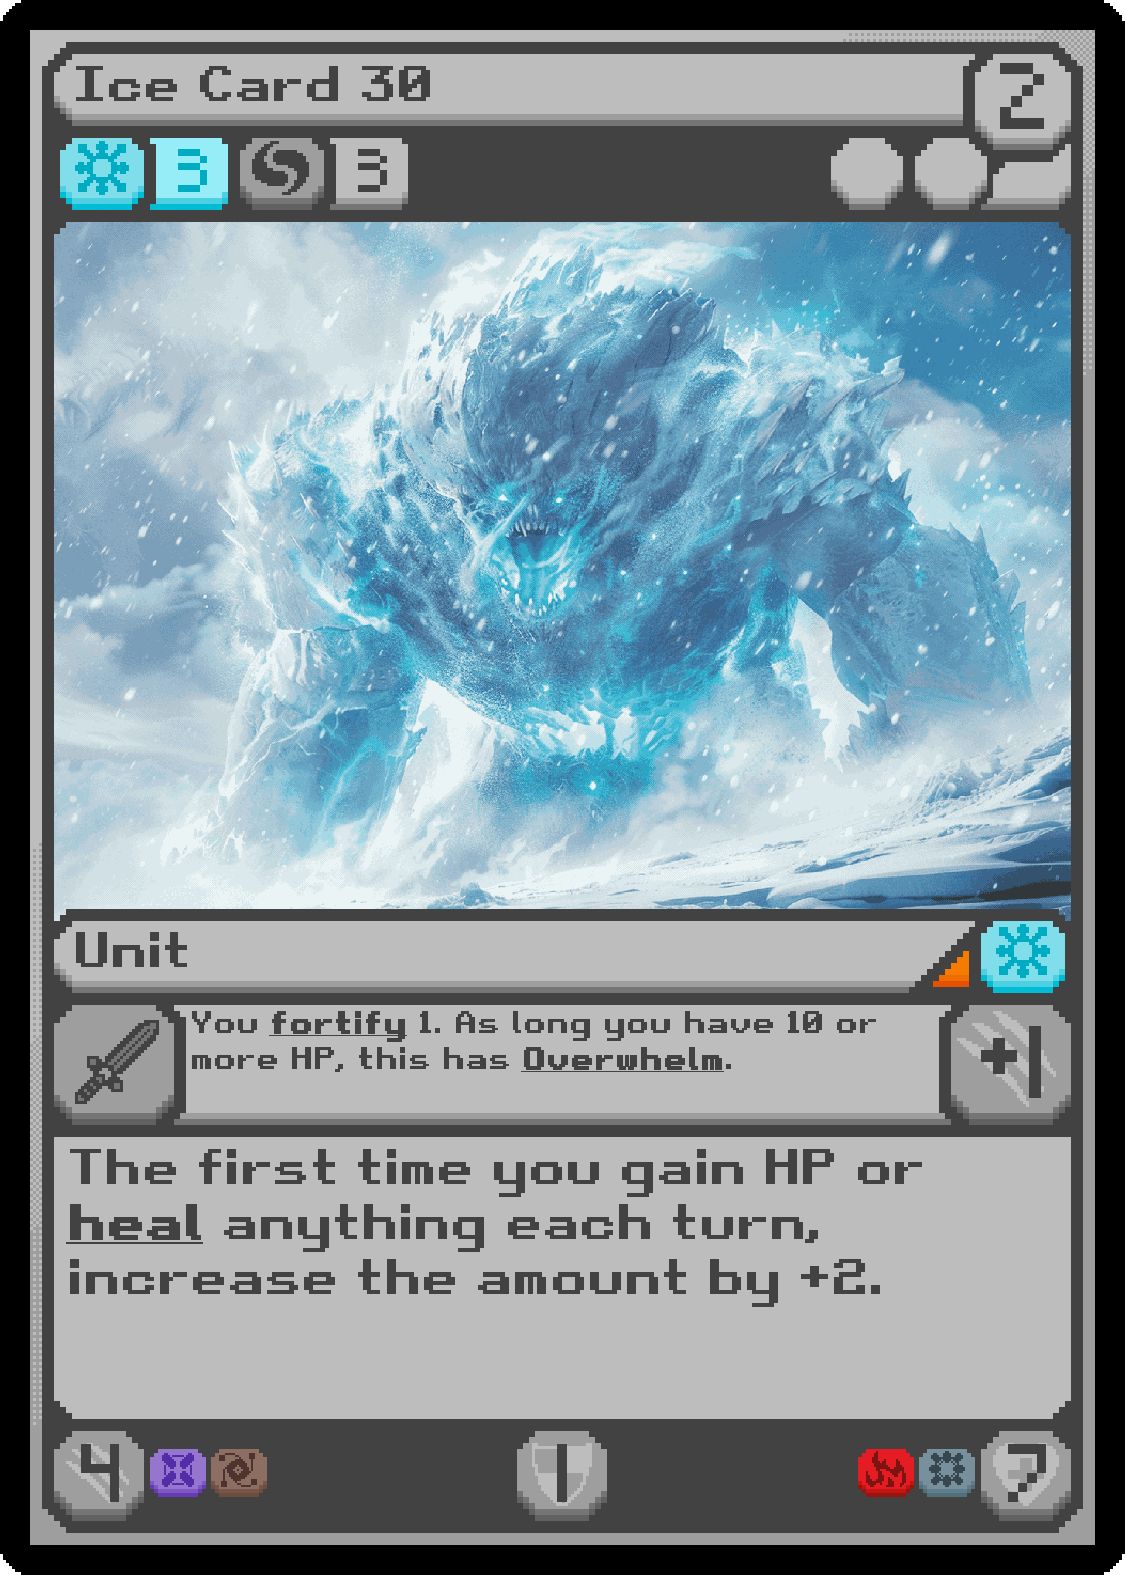 Ice Card 30
2
3 3
Unit
You fortify 1. As long you have 10 or
more HP, this has Overwhelm.
+1
The first time you gain HP or
heal anything each turn,
increase the amount by +2.
4 1 7